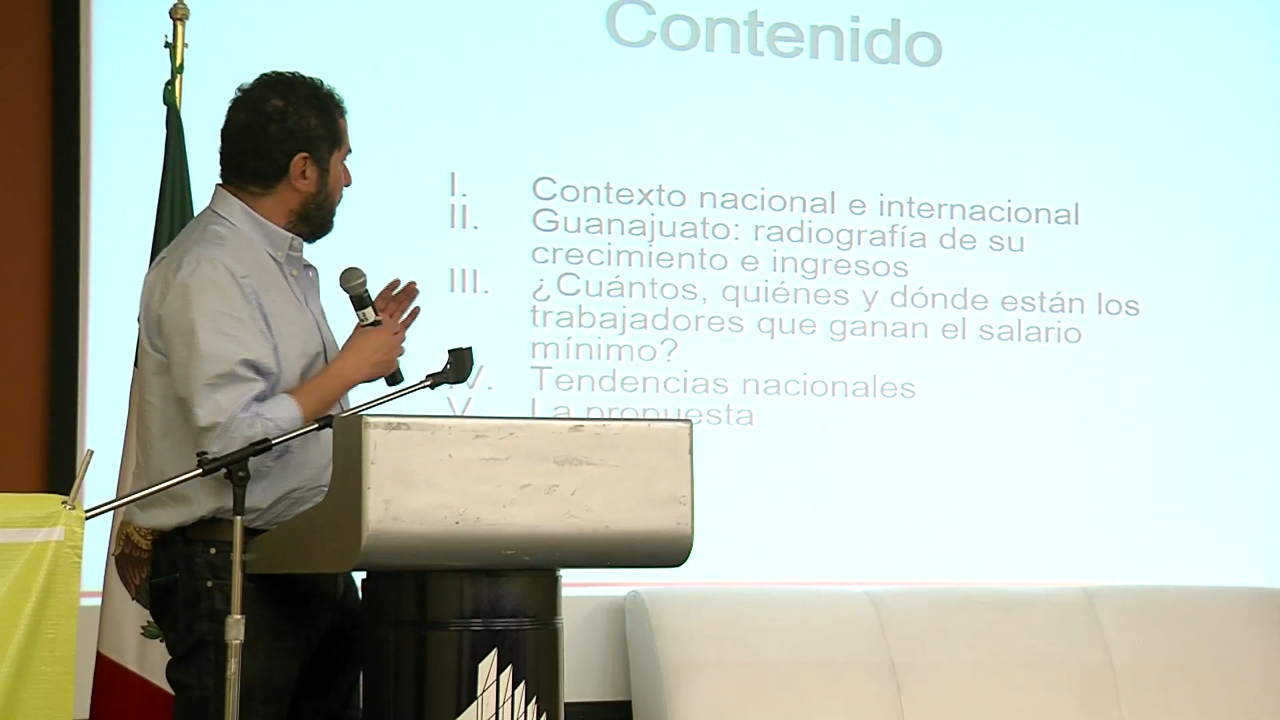 Contenido
I. Contexto nacional e internacional
II. Guanajuato: radiografía de su
crecimiento e ingresos
III. ¿Cuántos, quiénes y dónde están los
trabajadores que ganan el salario
mínimo?
IV. Tendencias nacionales
V. La propuesta